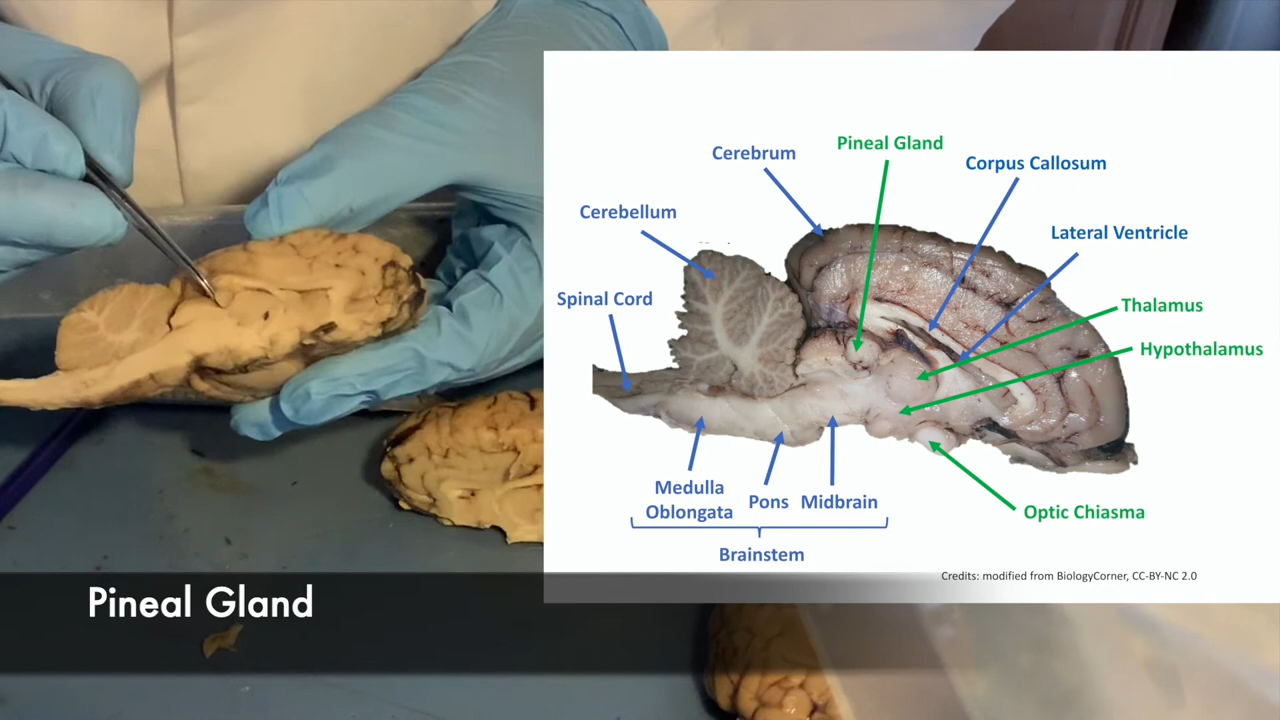 Pineal Gland
Cerebrum
Corpus Callosum
Cerebellum
Lateral Ventricle
Spinal Cord
Thalamus
Hypothalamus
Medulla
Oblongata
Pons
Midbrain
Optic Chiasma
Brainstem
Credits: modified from BiologyCorner, CC-BY-NC 2.0
Pineal Gland